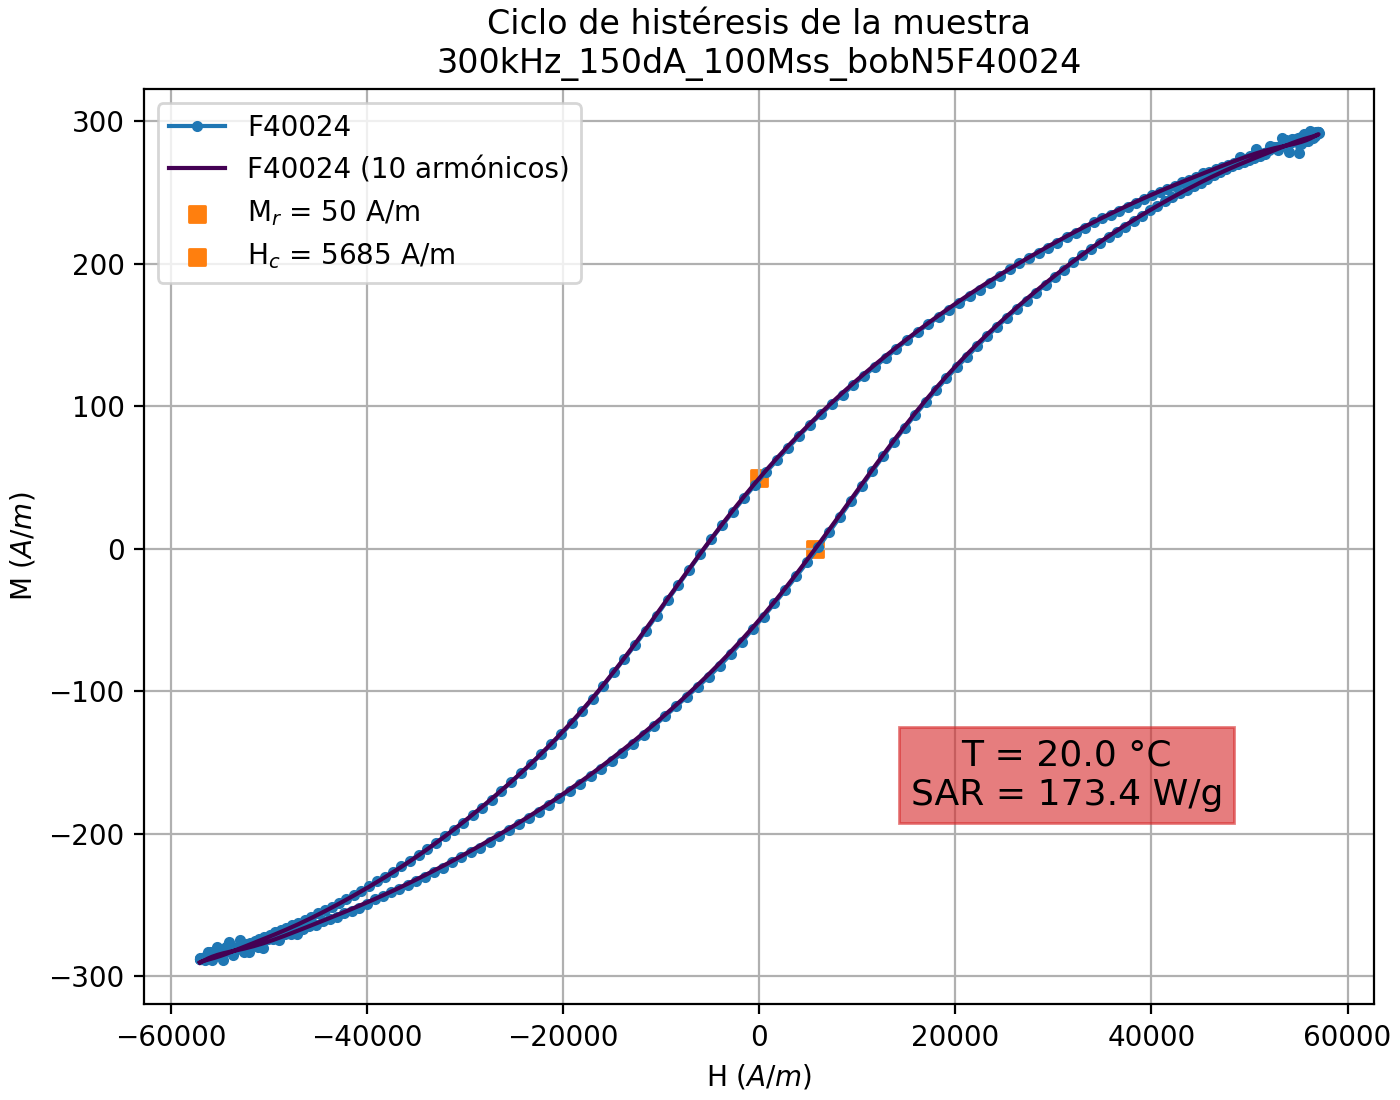 Ciclo de histéresis de la muestra
300kHz_150dA_100Mss_bobN5F40024
F40024
F40024 (10 armónicos)
Mᵣ = 50 A/m
H꜀ = 5685 A/m
300
200
100
0
−100
−200
−300
M (A/m)
T = 20.0 °C
SAR = 173.4 W/g
−60000 −40000 −20000 0 20000 40000 60000
H (A/m)